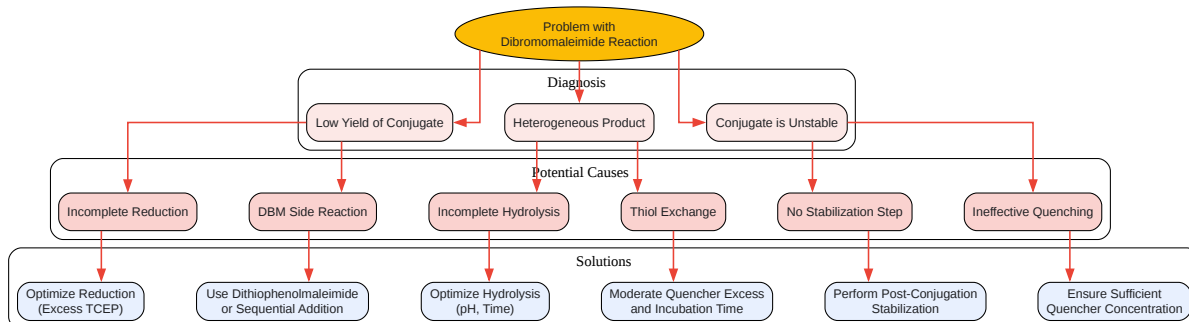 Problem with
Dibromomaleimide Reaction
Diagnosis
Low Yield of Conjugate
Heterogeneous Product
Conjugate is Unstable
Potential Causes
Incomplete Reduction
DBM Side Reaction
Incomplete Hydrolysis
Thiol Exchange
No Stabilization Step
Ineffective Quenching
Solutions
Optimize Reduction
(Excess TCEP)
Use Dithiophenolmaleimide
or Sequential Addition
Optimize Hydrolysis
(pH, Time)
Moderate Quencher Excess
and Incubation Time
Perform Post-Conjugation
Stabilization
Ensure Sufficient
Quencher Concentration